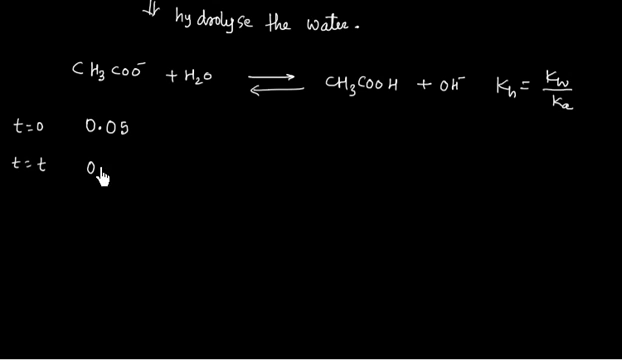 ⇓ hydrolyse the water.
CH₃COO⁻ + H₂O ⇌ CH₃COOH + OH⁻ Kₕ = Kw/Ka
t=0 0.05
t=t 0.